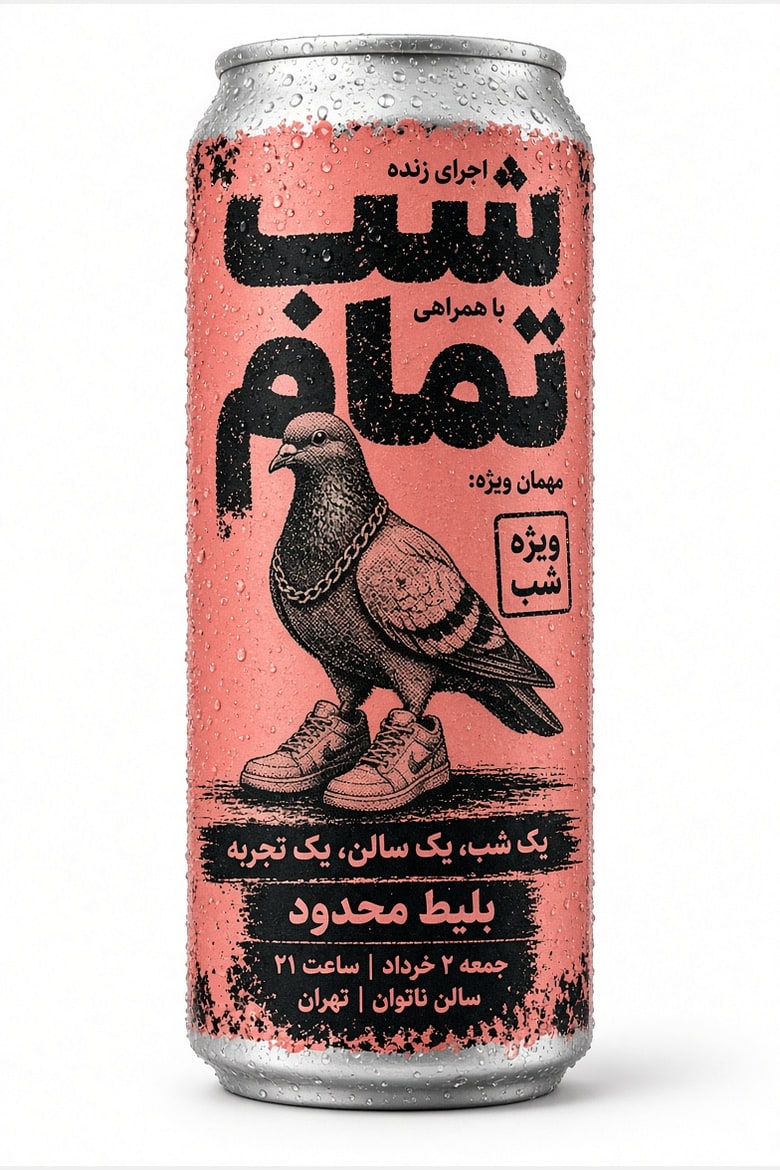 اجرای زنده
شب
با همراهی
تمام
مهمان ویژه:
ویژه
شب
یک شب، یک سالن، یک تجربه
بلیط محدود
جمعه ۲ خرداد | ساعت ۲۱
سالن ناتوان | تهران